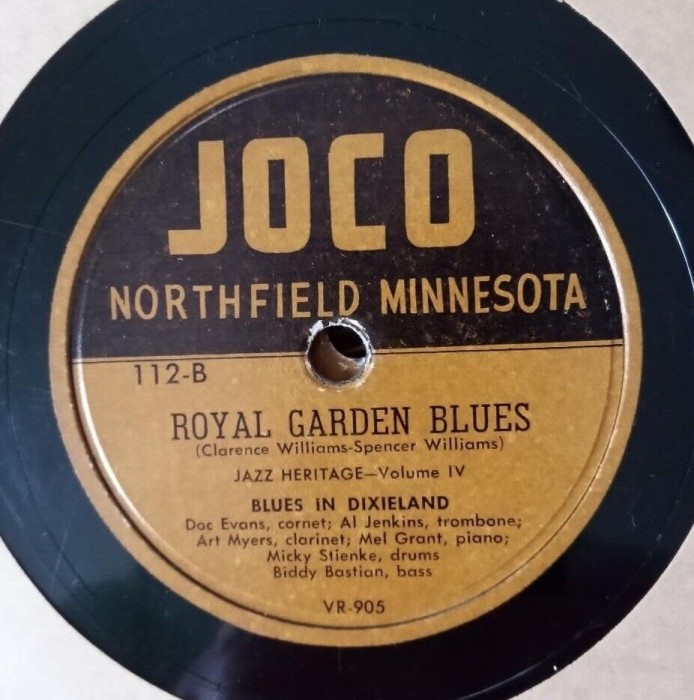 JOCO
NORTHFIELD MINNESOTA
112-B
ROYAL GARDEN BLUES
(Clarence Williams-Spencer Williams)
JAZZ HERITAGE—Volume IV
BLUES IN DIXIELAND
Doc Evans, cornet; Al Jenkins, trombone;
Art Myers, clarinet; Mel Grant, piano;
Micky Stienke, drums
Biddy Bastian, bass
VR-905